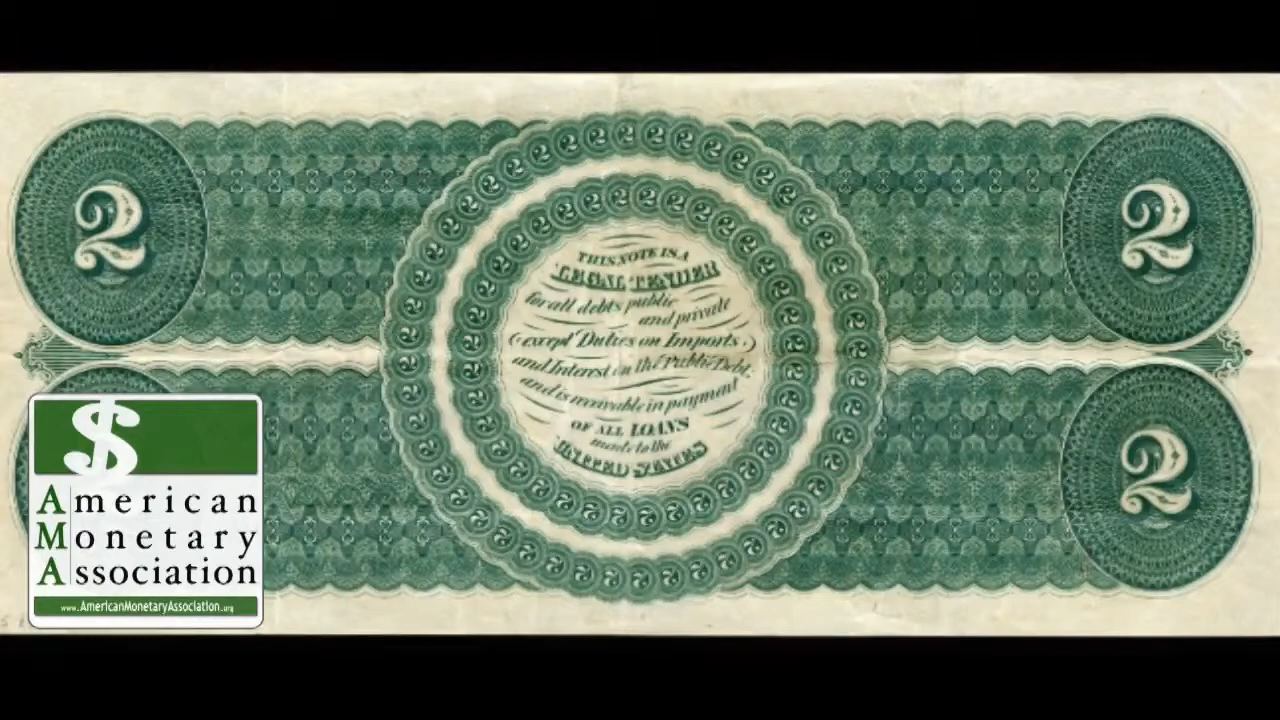 2
2
THIS NOTE IS A
LEGAL TENDER
for all debts public
and private
(except Duties on Imports.)
and Interest on the Public Debt,
and is receivable in payment
OF ALL LOANS
made to the
UNITED STATES
2
$
American
Monetary
Association
www.AmericanMonetaryAssociation.org